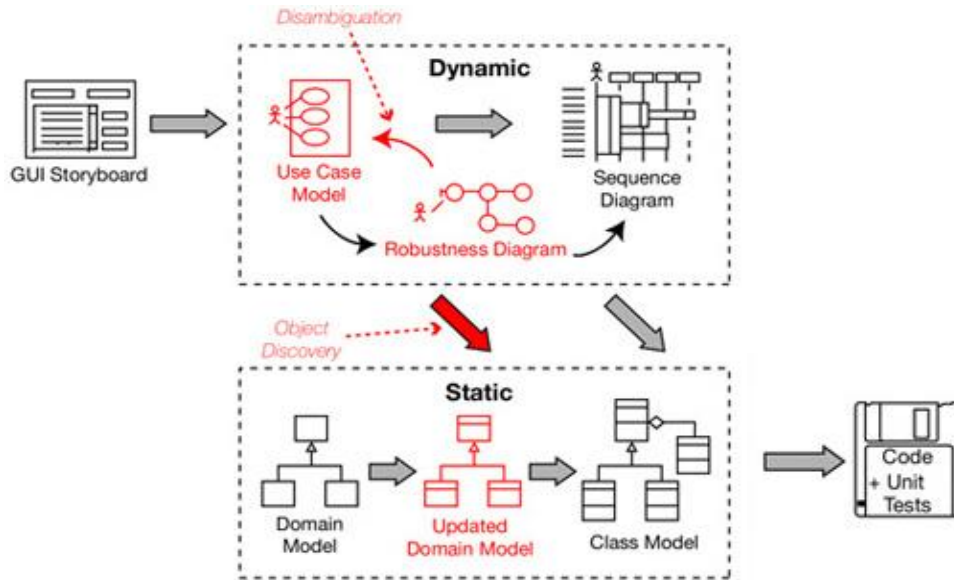 Disambiguation
Dynamic
GUI Storyboard
Use Case
Model
Sequence
Diagram
Robustness Diagram
Object
Discovery
Static
Domain
Model
Updated
Domain Model
Class Model
Code
+ Unit
Tests